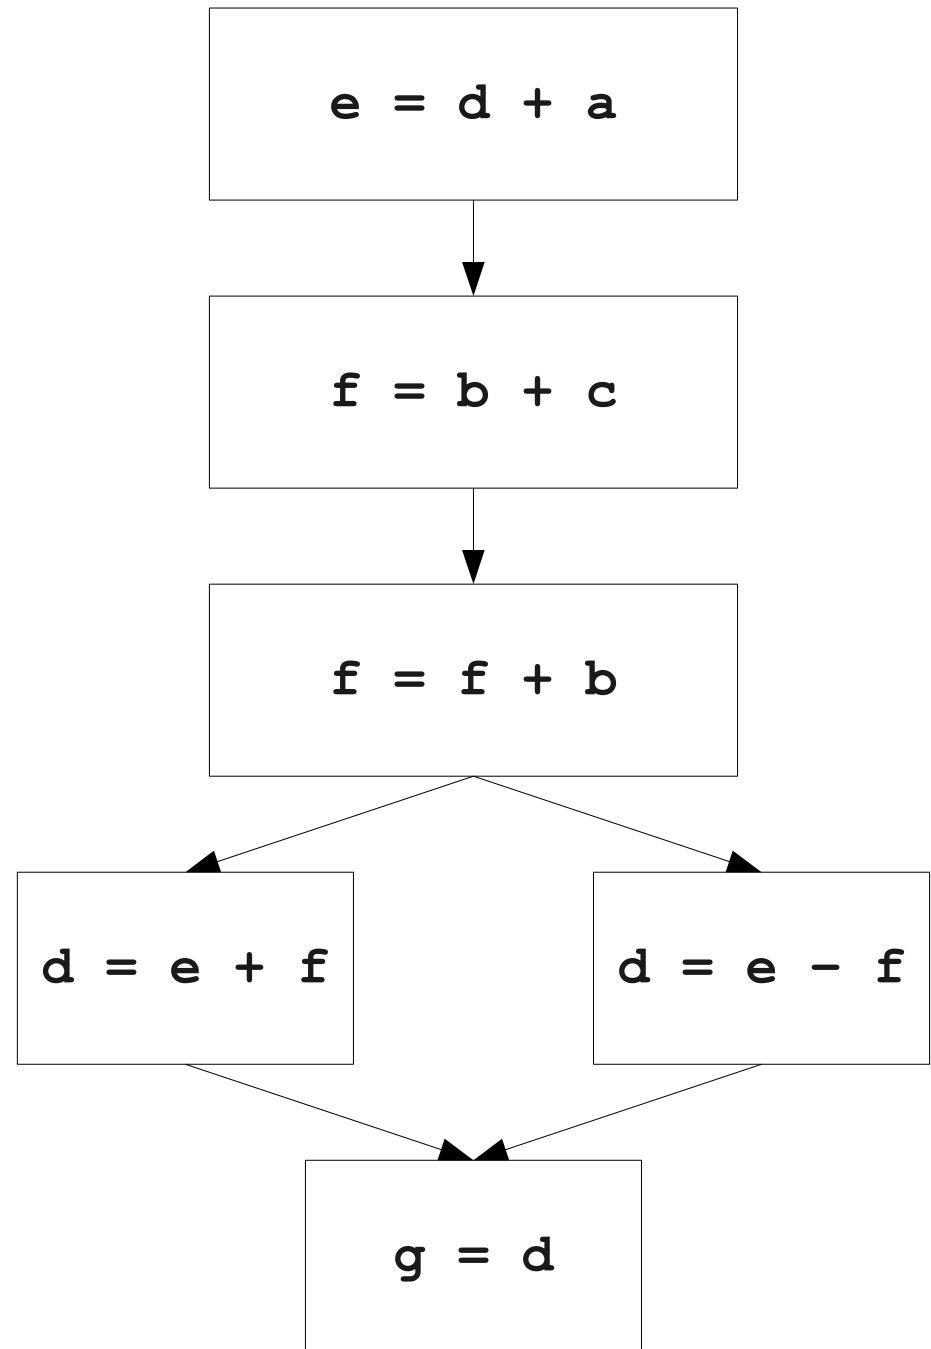 e = d + a
f = b + c
f = f + b
d = e + f
d = e - f
g = d